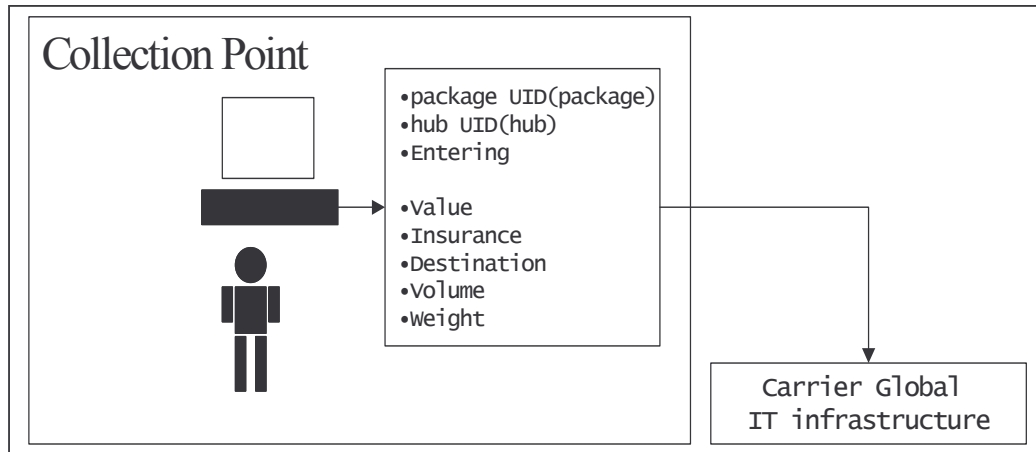 Collection Point
•package UID(package)
•hub UID(hub)
•Entering
•Value
•Insurance
•Destination
•Volume
•Weight
Carrier Global
IT infrastructure